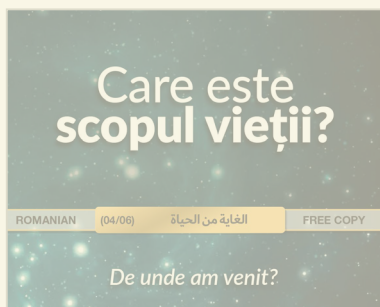 Care este
scopul vieții?
ROMANIAN (04/06) الغاية من الحياة FREE COPY
De unde am venit?